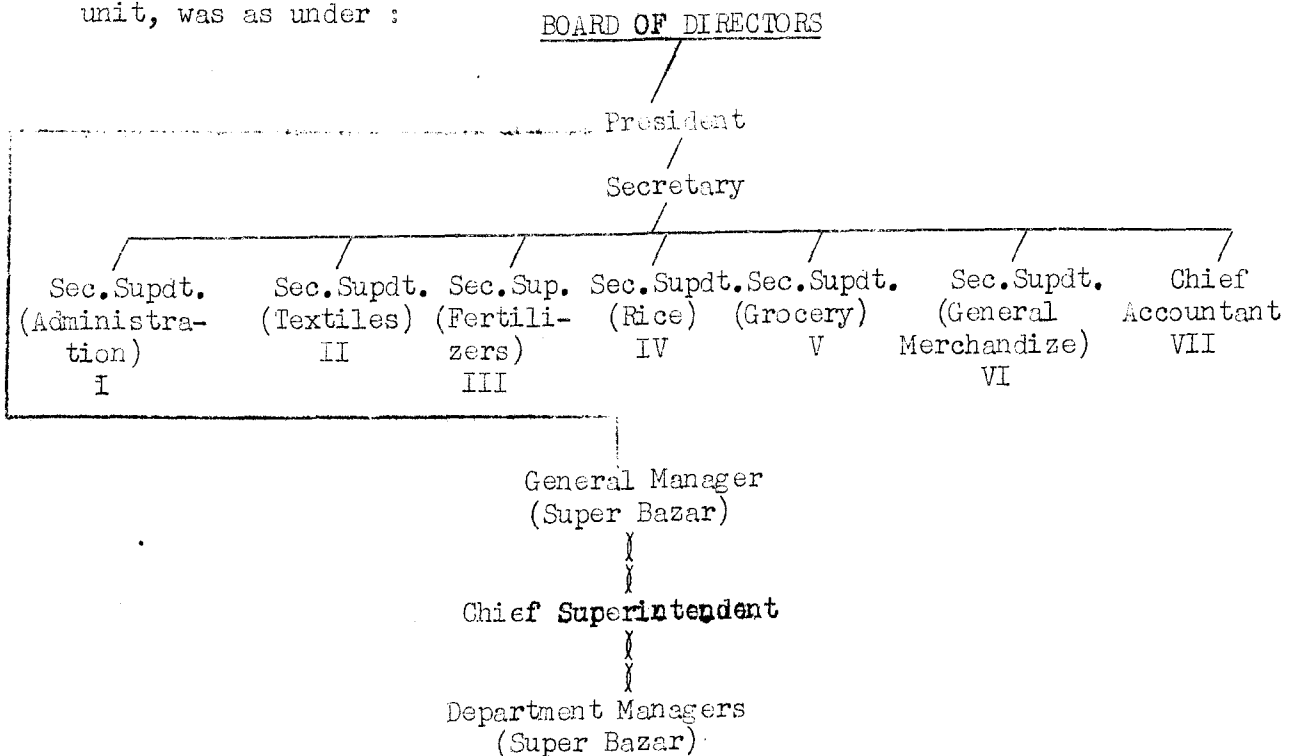 unit, was as under :
BOARD OF DIRECTORS
President
Secretary
Sec.Supdt.
(Administra-
tion)
I
Sec.Supdt.
(Textiles)
II
Sec.Sup.
(Fertili-
zers)
III
Sec.Supdt.
(Rice)
IV
Sec.Supdt.
(Grocery)
V
Sec.Supdt.
(General
Merchandize)
VI
Chief
Accountant
VII
General Manager
(Super Bazar)
Chief Superintendent
Department Managers
(Super Bazar)